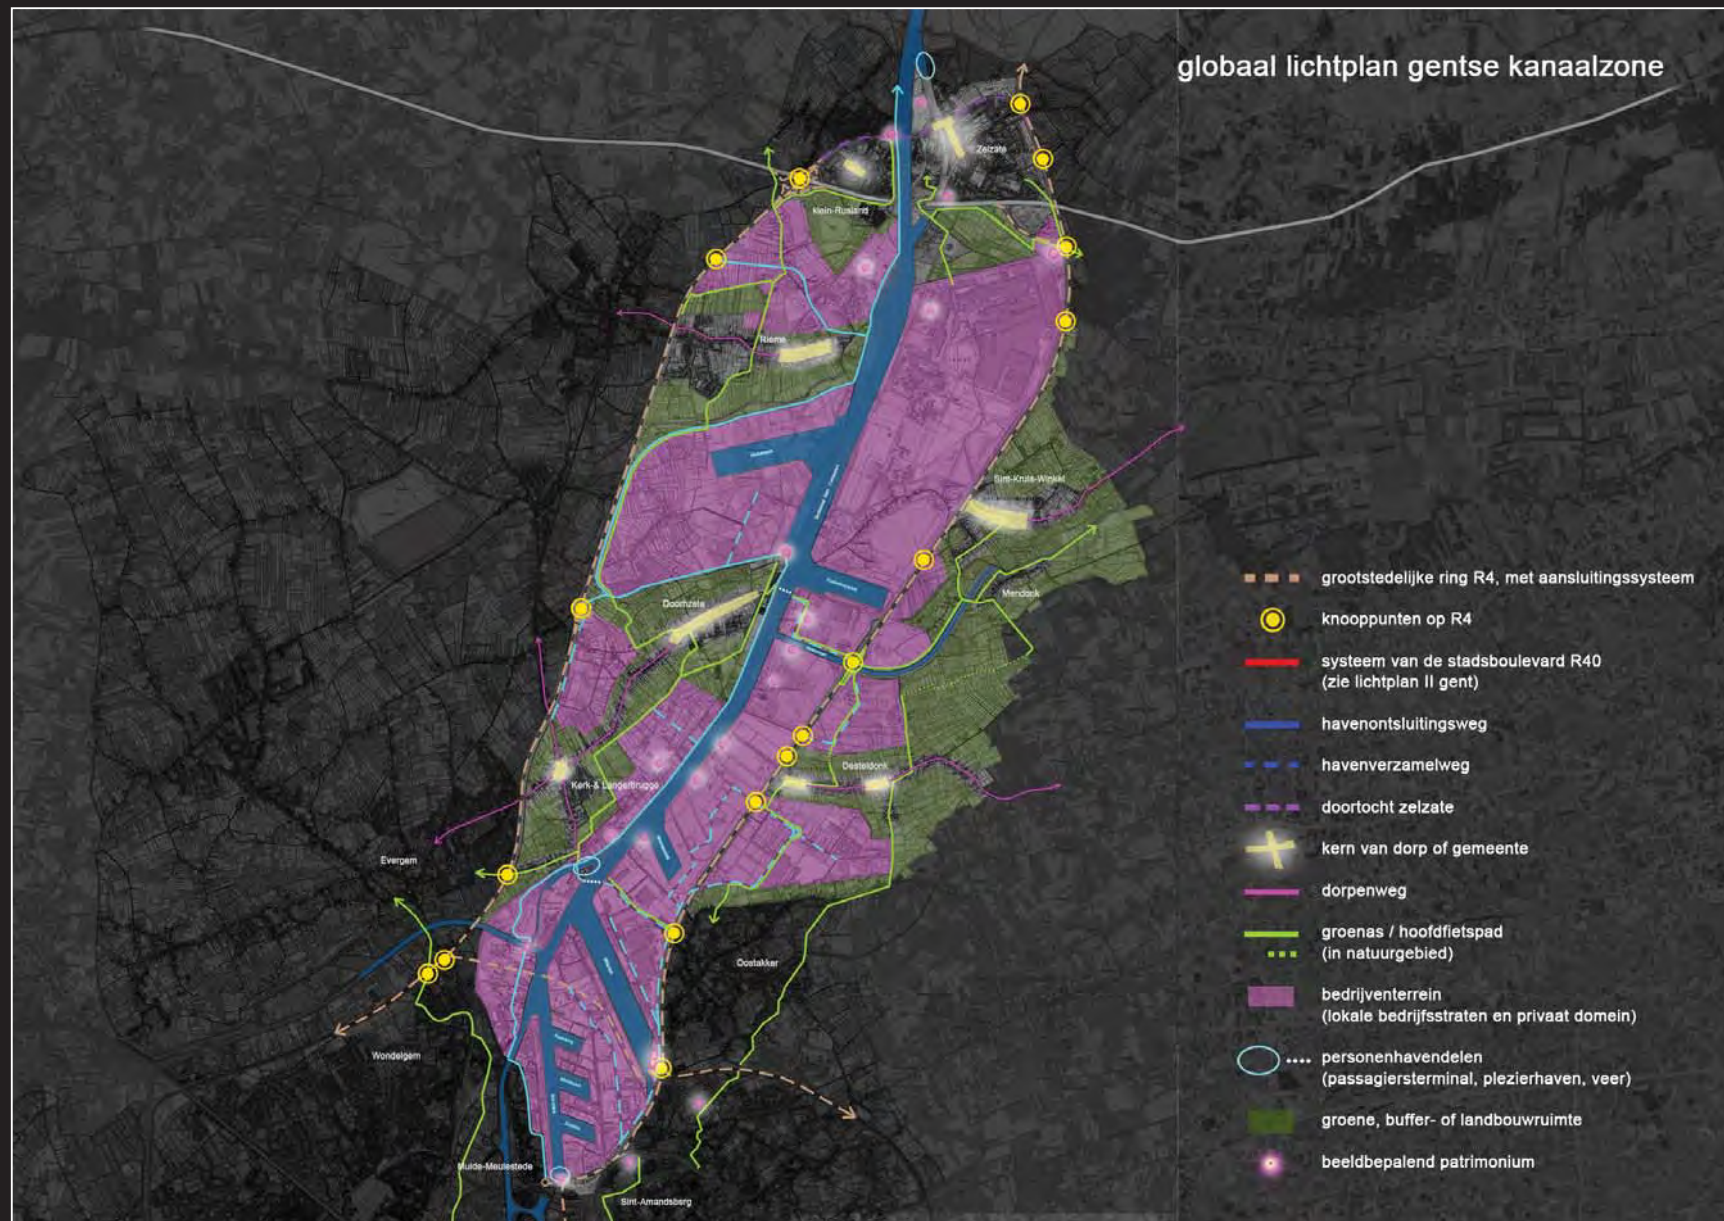 globaal lichtplan gentse kanaalzone
Zelzate
klein-Rusland
Rieme
Sint-Kruis-Winkel
Mendonk
Doornzele
Desteldonk
Kerk-& Langerbrugge
Evergem
Oostakker
Wondelgem
Muide-Meulestede
Sint-Amandsberg
grootstedelijke ring R4, met aansluitingssysteem
knooppunten op R4
systeem van de stadsboulevard R40
(zie lichtplan II gent)
havenontsluitingsweg
havenverzamelweg
doortocht zelzate
kern van dorp of gemeente
dorpenweg
groenas / hoofdfietspad
(in natuurgebied)
bedrijventerrein
(lokale bedrijfsstraten en privaat domein)
personenhavendelen
(passagiersterminal, plezierhaven, veer)
groene, buffer- of landbouwruimte
beeldbepalend patrimonium